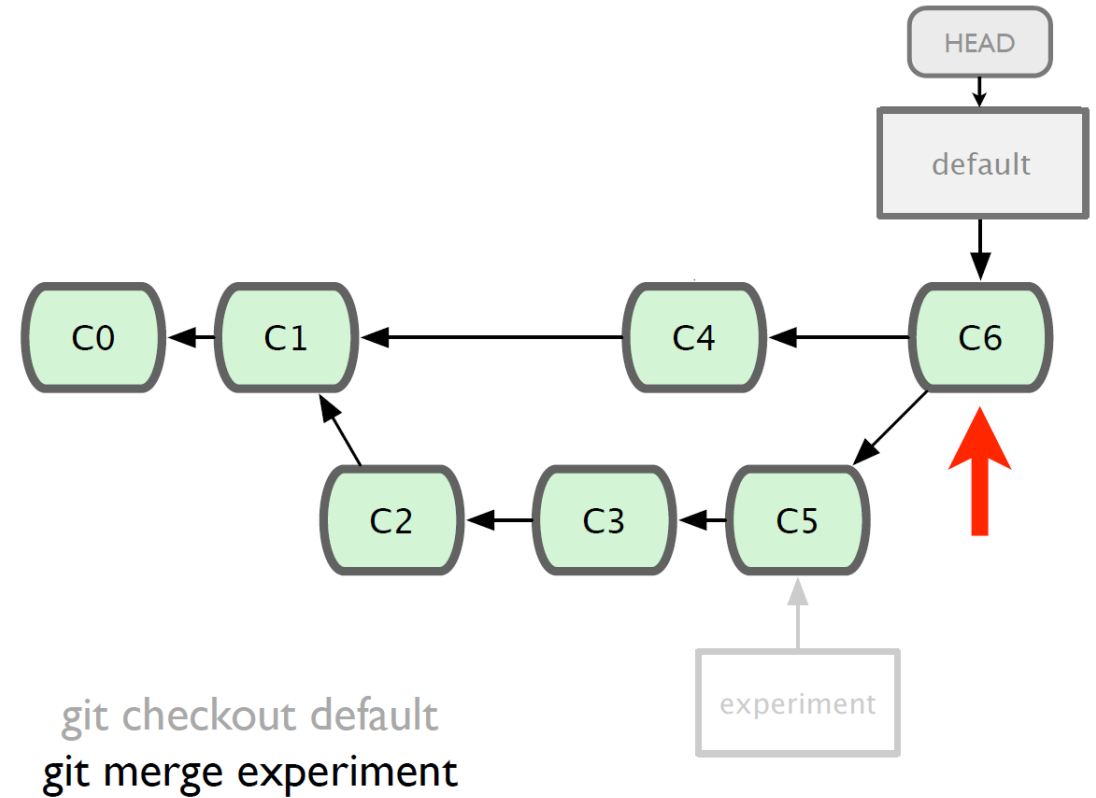 HEAD
default
C0
C1
C4
C6
C2
C3
C5
experiment
git checkout default
git merge experiment